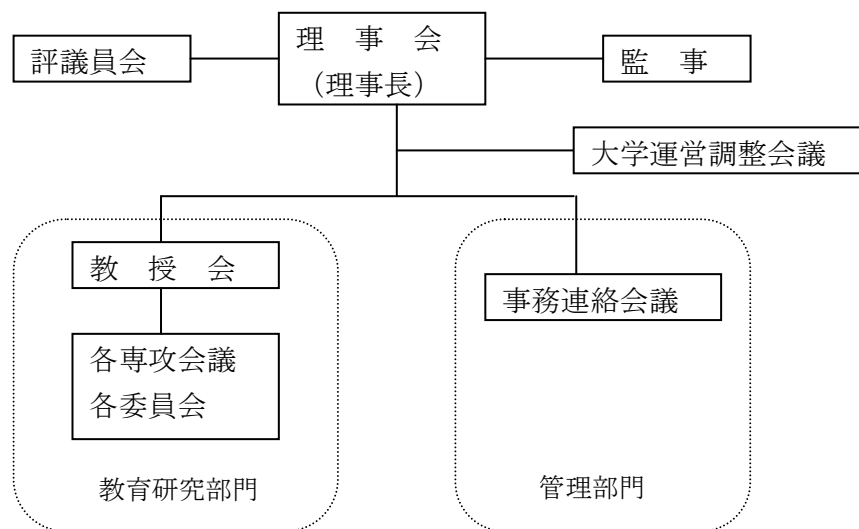 理　事　会
（理事長）
評議員会
監　事
大学運営調整会議
教　授　会
事務連絡会議
各専攻会議
各委員会
教育研究部門
管理部門